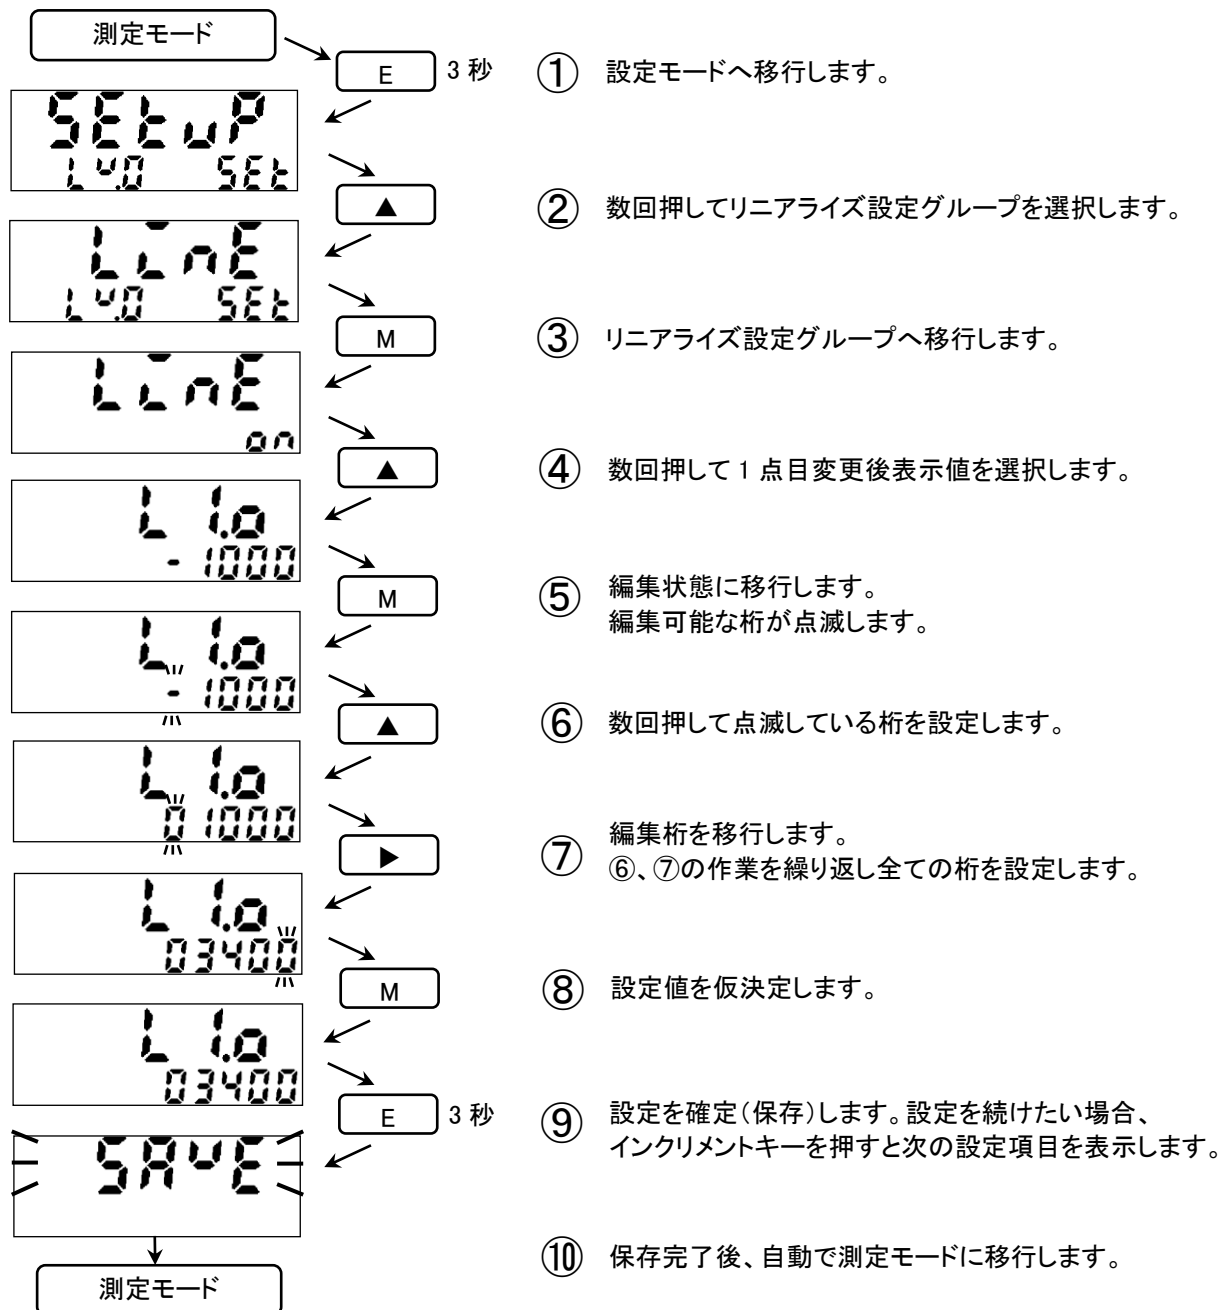 測定モード
E 3秒 ① 設定モードへ移行します。
SEtuP
Lv.0 SEt
▲ ② 数回押してリニアライズ設定グループを選択します。
LinE
Lv.0 SEt
M ③ リニアライズ設定グループへ移行します。
LinE
on
▲ ④ 数回押して1点目変更後表示値を選択します。
L 1.o
- 1000
M ⑤ 編集状態に移行します。
編集可能な桁が点滅します。
L 1.o
- 1000
▲ ⑥ 数回押して点滅している桁を設定します。
L 1.o
01000
▶ ⑦ 編集桁を移行します。
⑥、⑦の作業を繰り返し全ての桁を設定します。
L 1.o
03400
M ⑧ 設定値を仮決定します。
L 1.o
03400
E 3秒 ⑨ 設定を確定(保存)します。設定を続けたい場合、
インクリメントキーを押すと次の設定項目を表示します。
SAvE
⑩ 保存完了後、自動で測定モードに移行します。
測定モード